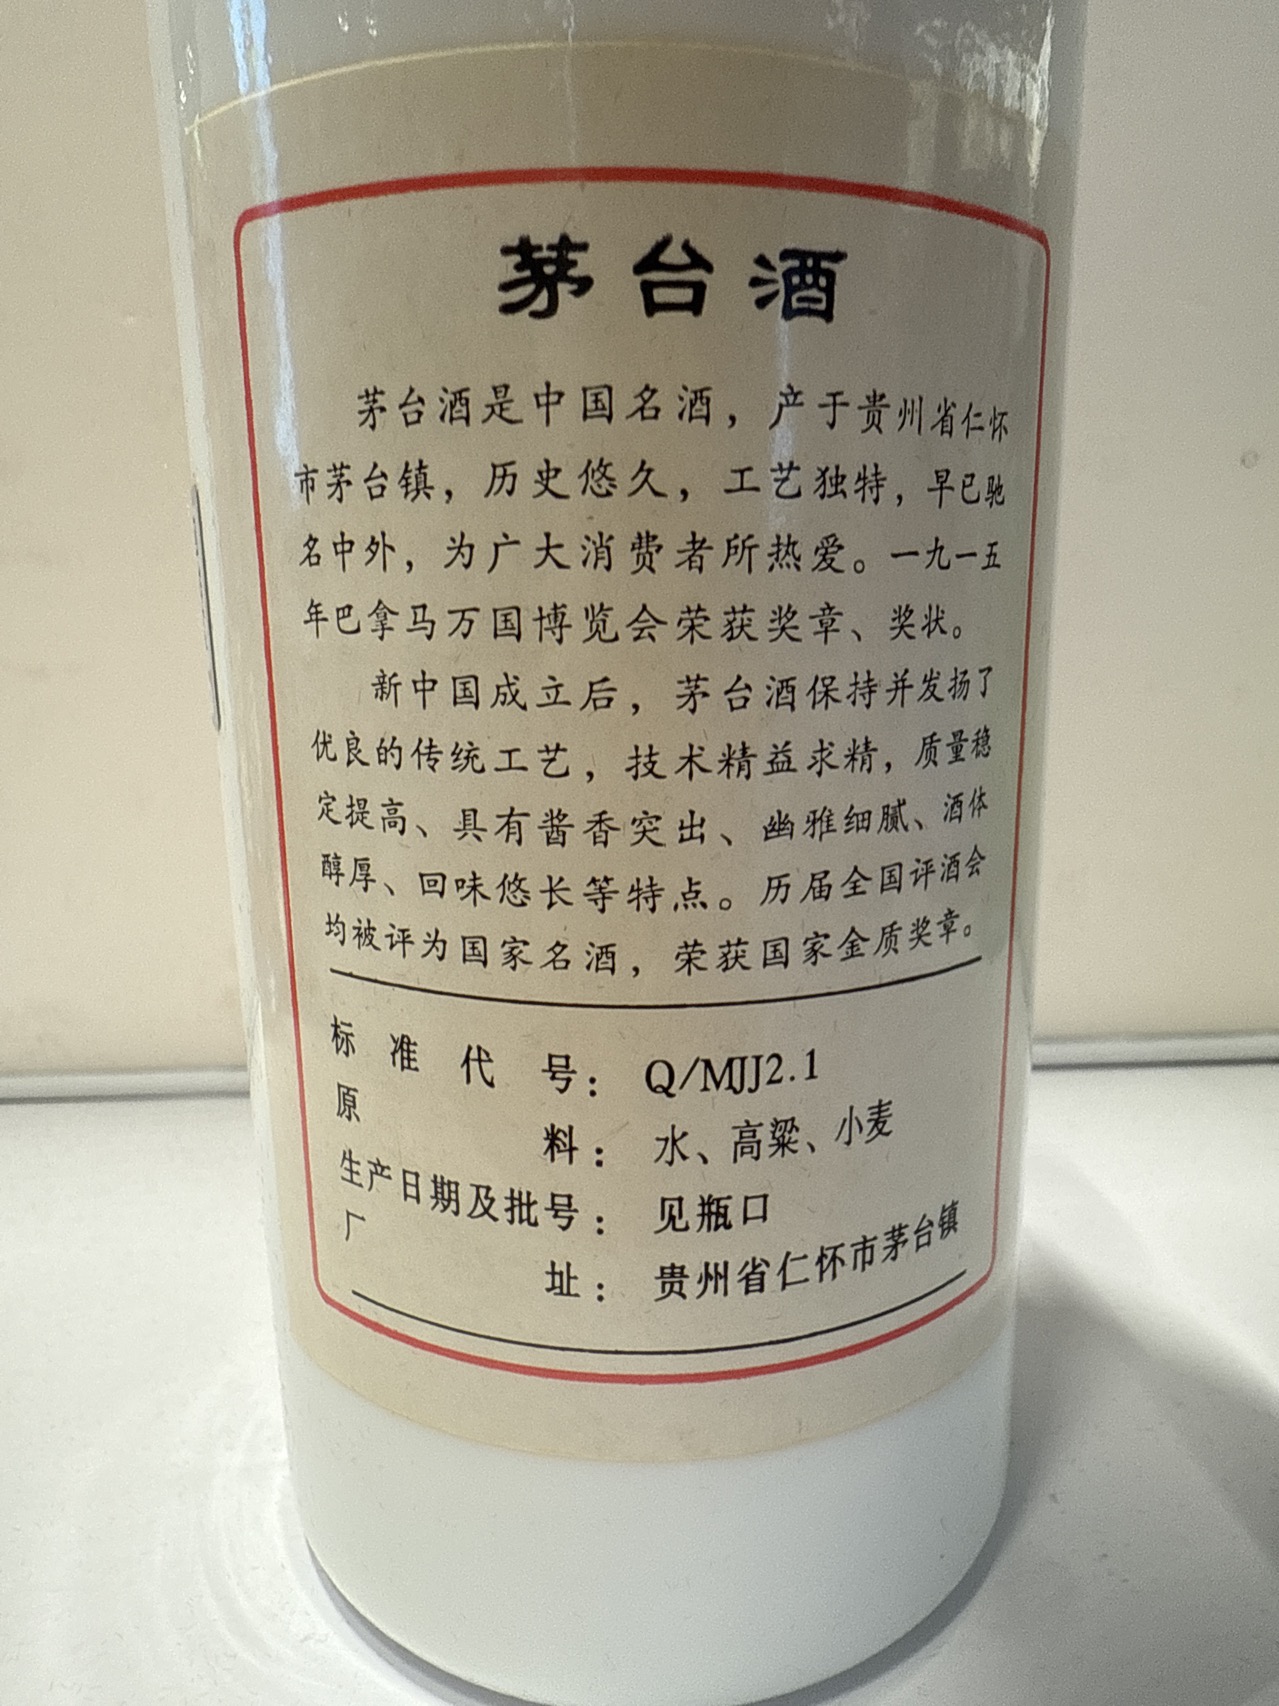 茅台酒
茅台酒是中国名酒，产于贵州省仁怀
市茅台镇，历史悠久，工艺独特，早已驰
名中外，为广大消费者所热爱。一九一五
年巴拿马万国博览会荣获奖章、奖状。
新中国成立后，茅台酒保持并发扬了
优良的传统工艺，技术精益求精，质量稳
定提高、具有酱香突出、幽雅细腻、酒体
醇厚、回味悠长等特点。历届全国评酒会
均被评为国家名酒，荣获国家金质奖章。
标准代号：Q/MJJ2.1
原料：水、高粱、小麦
生产日期及批号：见瓶口
厂址：贵州省仁怀市茅台镇